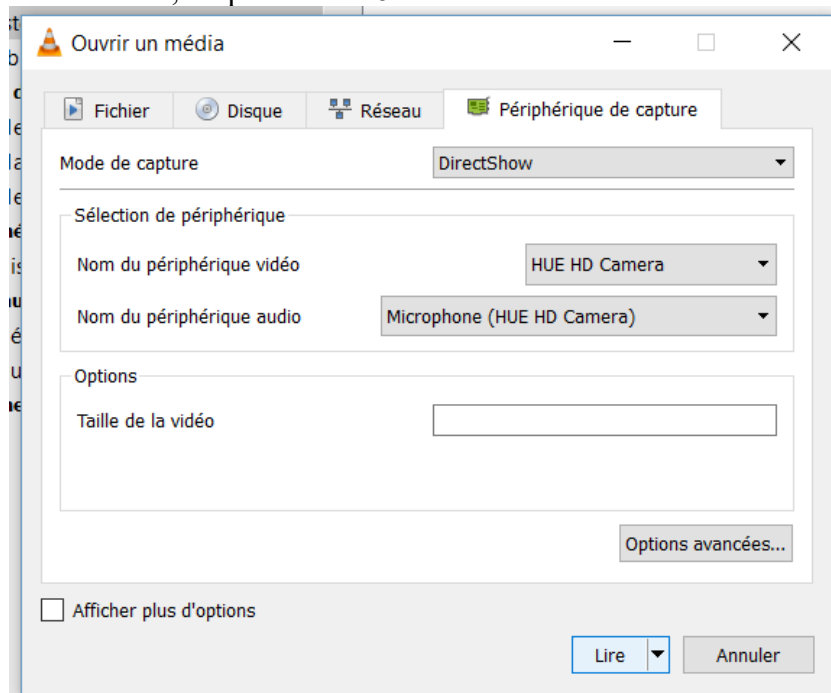 Ouvrir un média
Fichier Disque Réseau Périphérique de capture
Mode de capture DirectShow
Sélection de périphérique
Nom du périphérique vidéo HUE HD Camera
Nom du périphérique audio Microphone (HUE HD Camera)
Options
Taille de la vidéo
Options avancées...
Afficher plus d'options
Lire Annuler